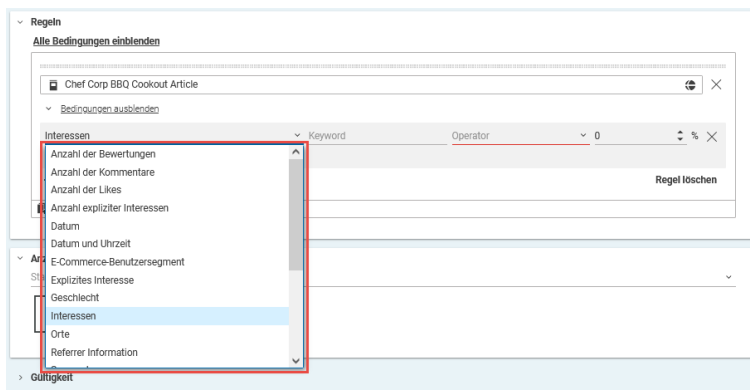 Regeln
Alle Bedingungen einblenden
Chef Corp BBQ Cookout Article
Bedingungen ausblenden
Interessen Keyword Operator 0 %
Anzahl der Bewertungen
Anzahl der Kommentare
Anzahl der Likes
Regel löschen
Anzahl expliziter Interessen
Datum
Datum und Uhrzeit
E-Commerce-Benutzersegment
Explizites Interesse
Geschlecht
Interessen
Orte
Referrer Information
Gültigkeit